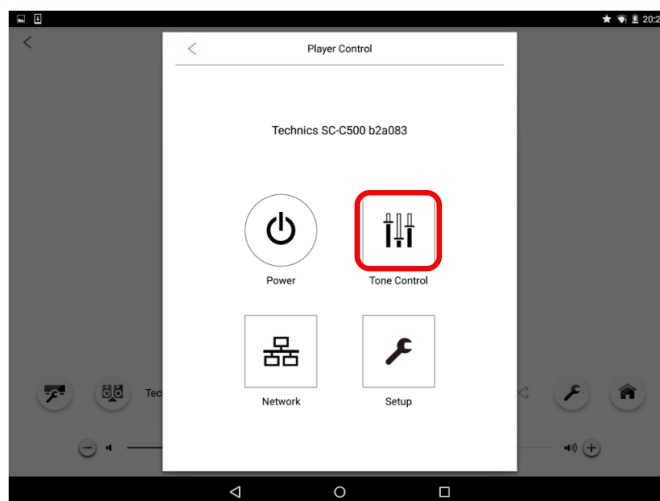 20:2
Player Control
Technics SC-C500 b2a083
Power
Tone Control
Tec
Network
Setup